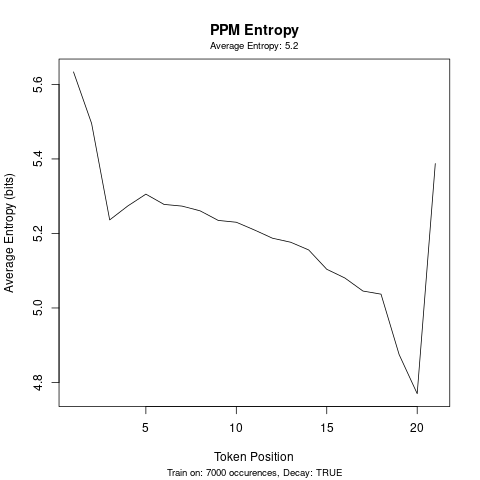 PPM Entropy
Average Entropy: 5.2
5.6
5.4
5.2
5.0
4.8
Average Entropy (bits)
5
10
15
20
Token Position
Train on: 7000 occurences, Decay: TRUE